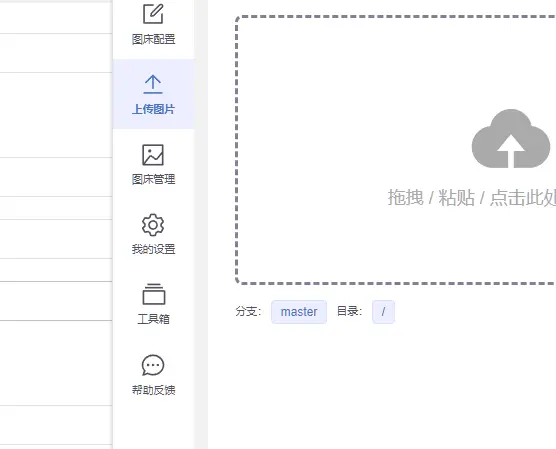 图床配置
上传图片
图床管理
我的设置
工具箱
帮助反馈
拖拽 / 粘贴 / 点击此处
分支： master 目录： /